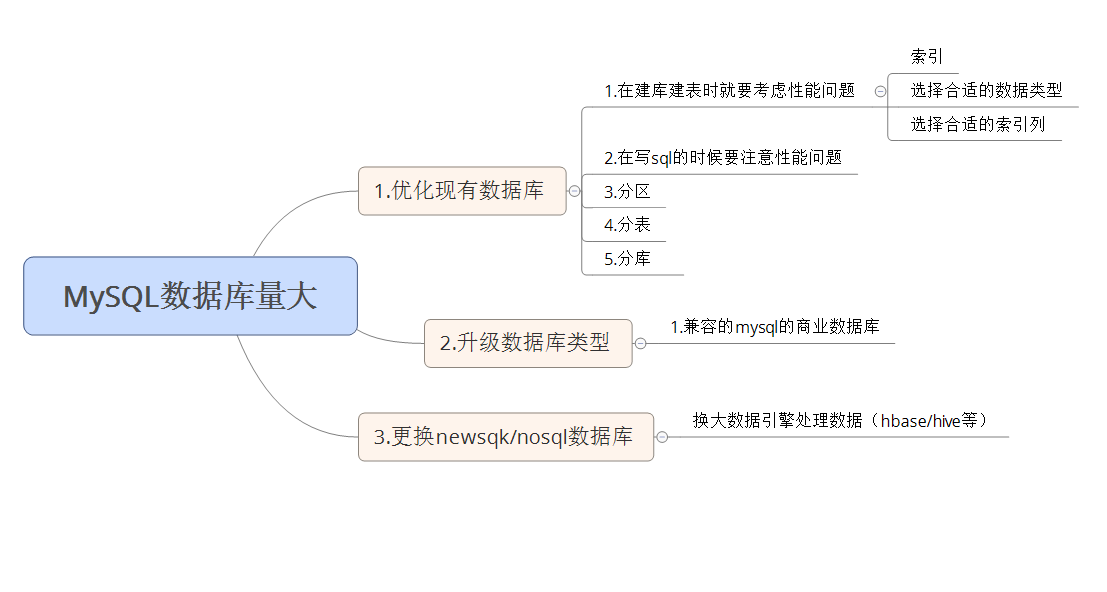 MySQL数据库量大
1.优化现有数据库
1.在建库建表时就要考虑性能问题
索引
选择合适的数据类型
选择合适的索引列
2.在写sql的时候要注意性能问题
3.分区
4.分表
5.分库
2.升级数据库类型
1.兼容的mysql的商业数据库
3.更换newsqk/nosql数据库
换大数据引擎处理数据（hbase/hive等）